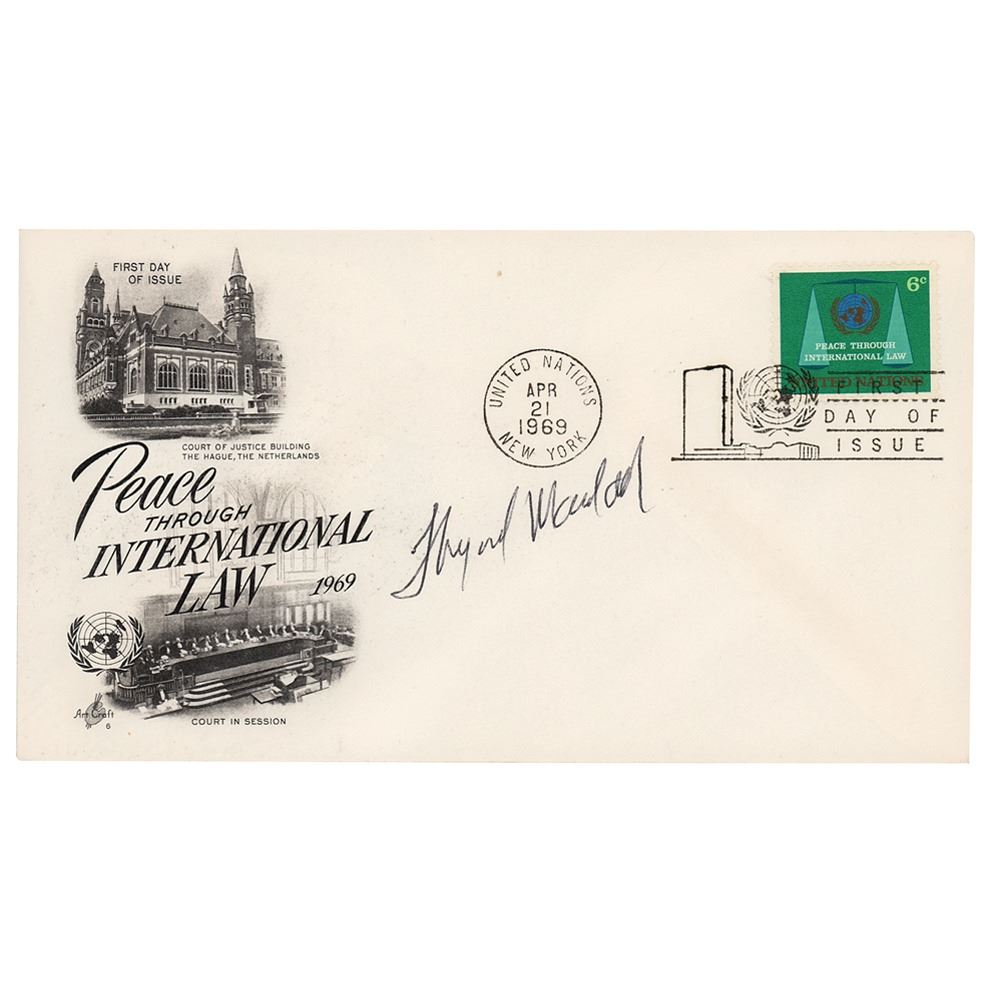 FIRST DAY
OF ISSUE
COURT OF JUSTICE BUILDING
THE HAGUE, THE NETHERLANDS
Peace
THROUGH
INTERNATIONAL
LAW 1969
COURT IN SESSION
Art Craft
6
UNITED NATIONS
APR
21
1969
NEW YORK
6c
PEACE THROUGH
INTERNATIONAL LAW
UNITED NATIONS
FIRST
DAY OF
ISSUE